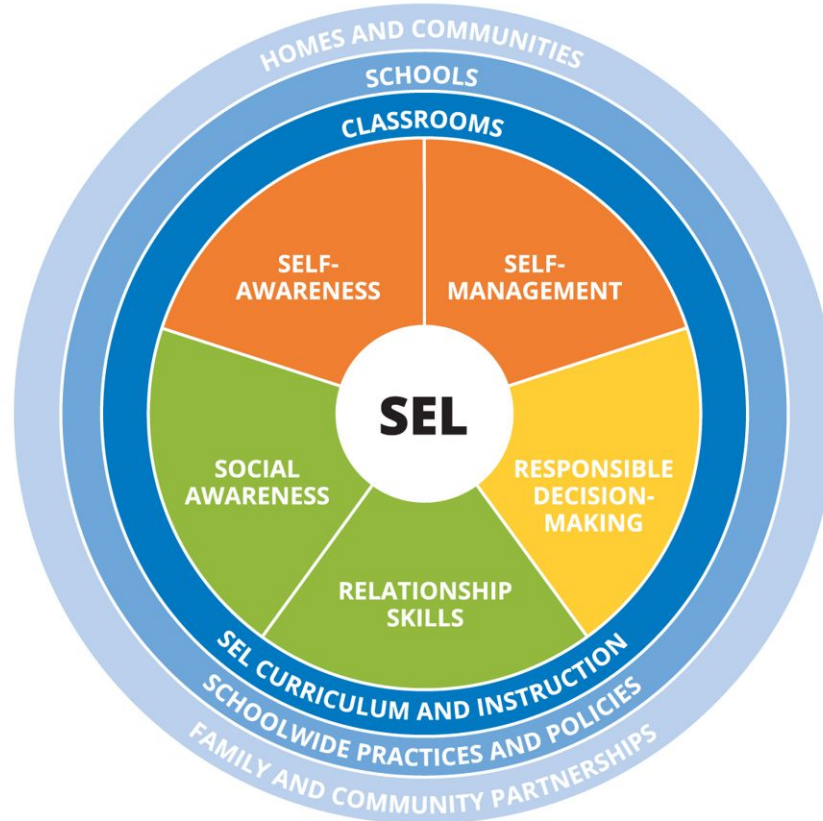 HOMES AND COMMUNITIES
SCHOOLS
CLASSROOMS
SELF-
AWARENESS
SELF-
MANAGEMENT
SEL
SOCIAL
AWARENESS
RESPONSIBLE
DECISION-
MAKING
RELATIONSHIP
SKILLS
SEL CURRICULUM AND INSTRUCTION
SCHOOLWIDE PRACTICES AND POLICIES
FAMILY AND COMMUNITY PARTNERSHIPS